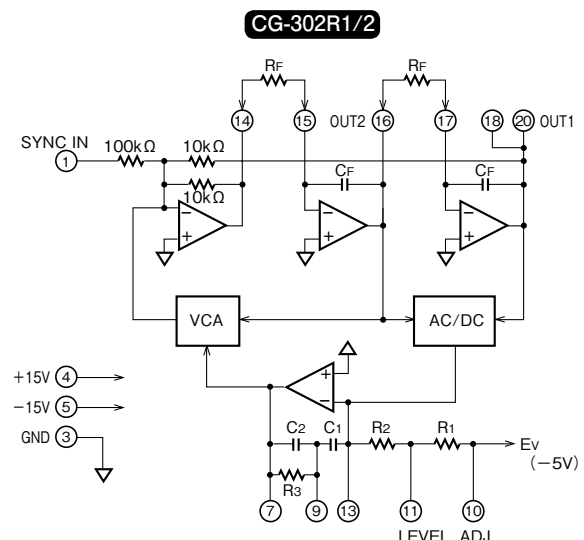 CG-302R1/2
RF RF
14 15 OUT2 16 17 18 20 OUT1
SYNC IN
1 100kΩ 10kΩ
10kΩ CF CF
− + − + − +
VCA AC/DC
+15V 4
−15V 5
GND 3
+ −
C2 C1 R2 R1 EV
(−5V)
R3
7 9 13 11 10
LEVEL ADJ